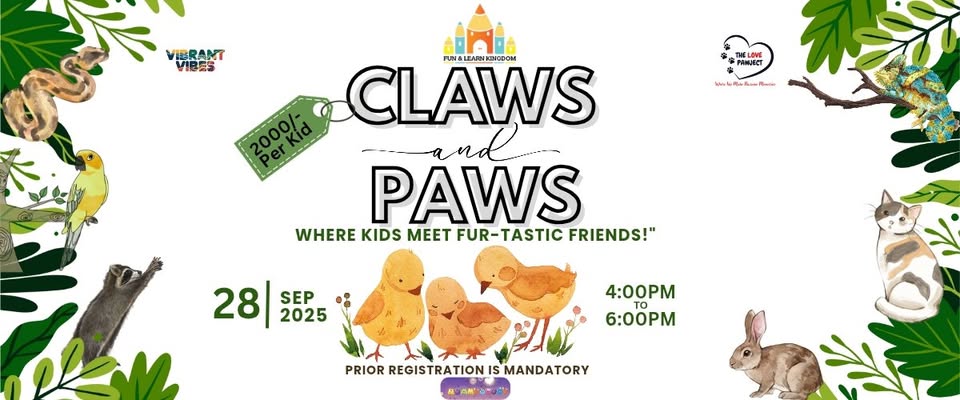 FUN & LEARN KINGDOM
VIBRANT
VIBES
THE LOVE
PAWJECT
CLAWS
2000/-
Per Kid
and
PAWS
WHERE KIDS MEET FUR-TASTIC FRIENDS!"
28
SEP
2025
4:00PM
TO
6:00PM
PRIOR REGISTRATION IS MANDATORY